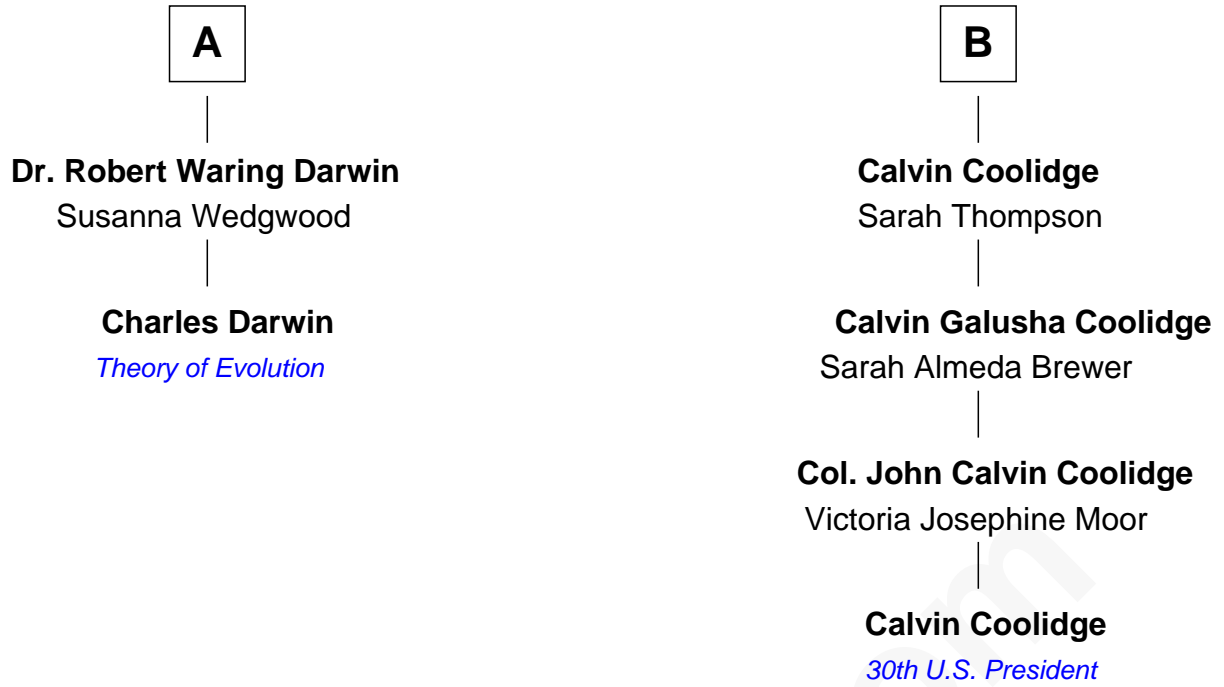 A
Dr. Robert Waring Darwin
Susanna Wedgwood
Charles Darwin
Theory of Evolution
B
Calvin Coolidge
Sarah Thompson
Calvin Galusha Coolidge
Sarah Almeda Brewer
Col. John Calvin Coolidge
Victoria Josephine Moor
Calvin Coolidge
30th U.S. President